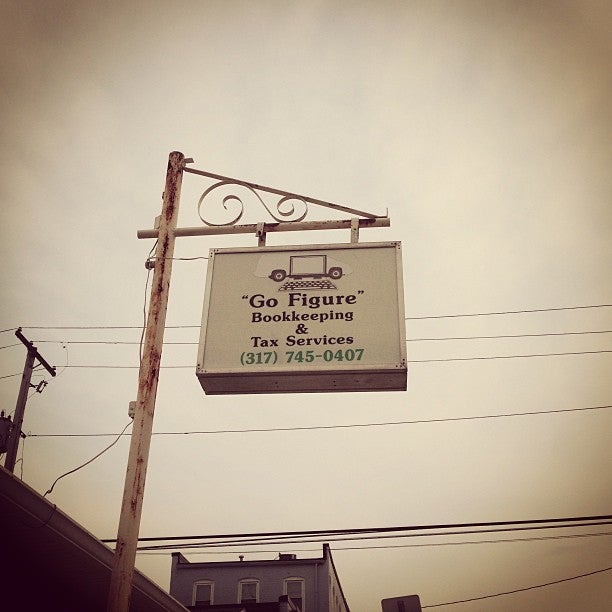 "Go Figure"
Bookkeeping
&
Tax Services
(317) 745-0407